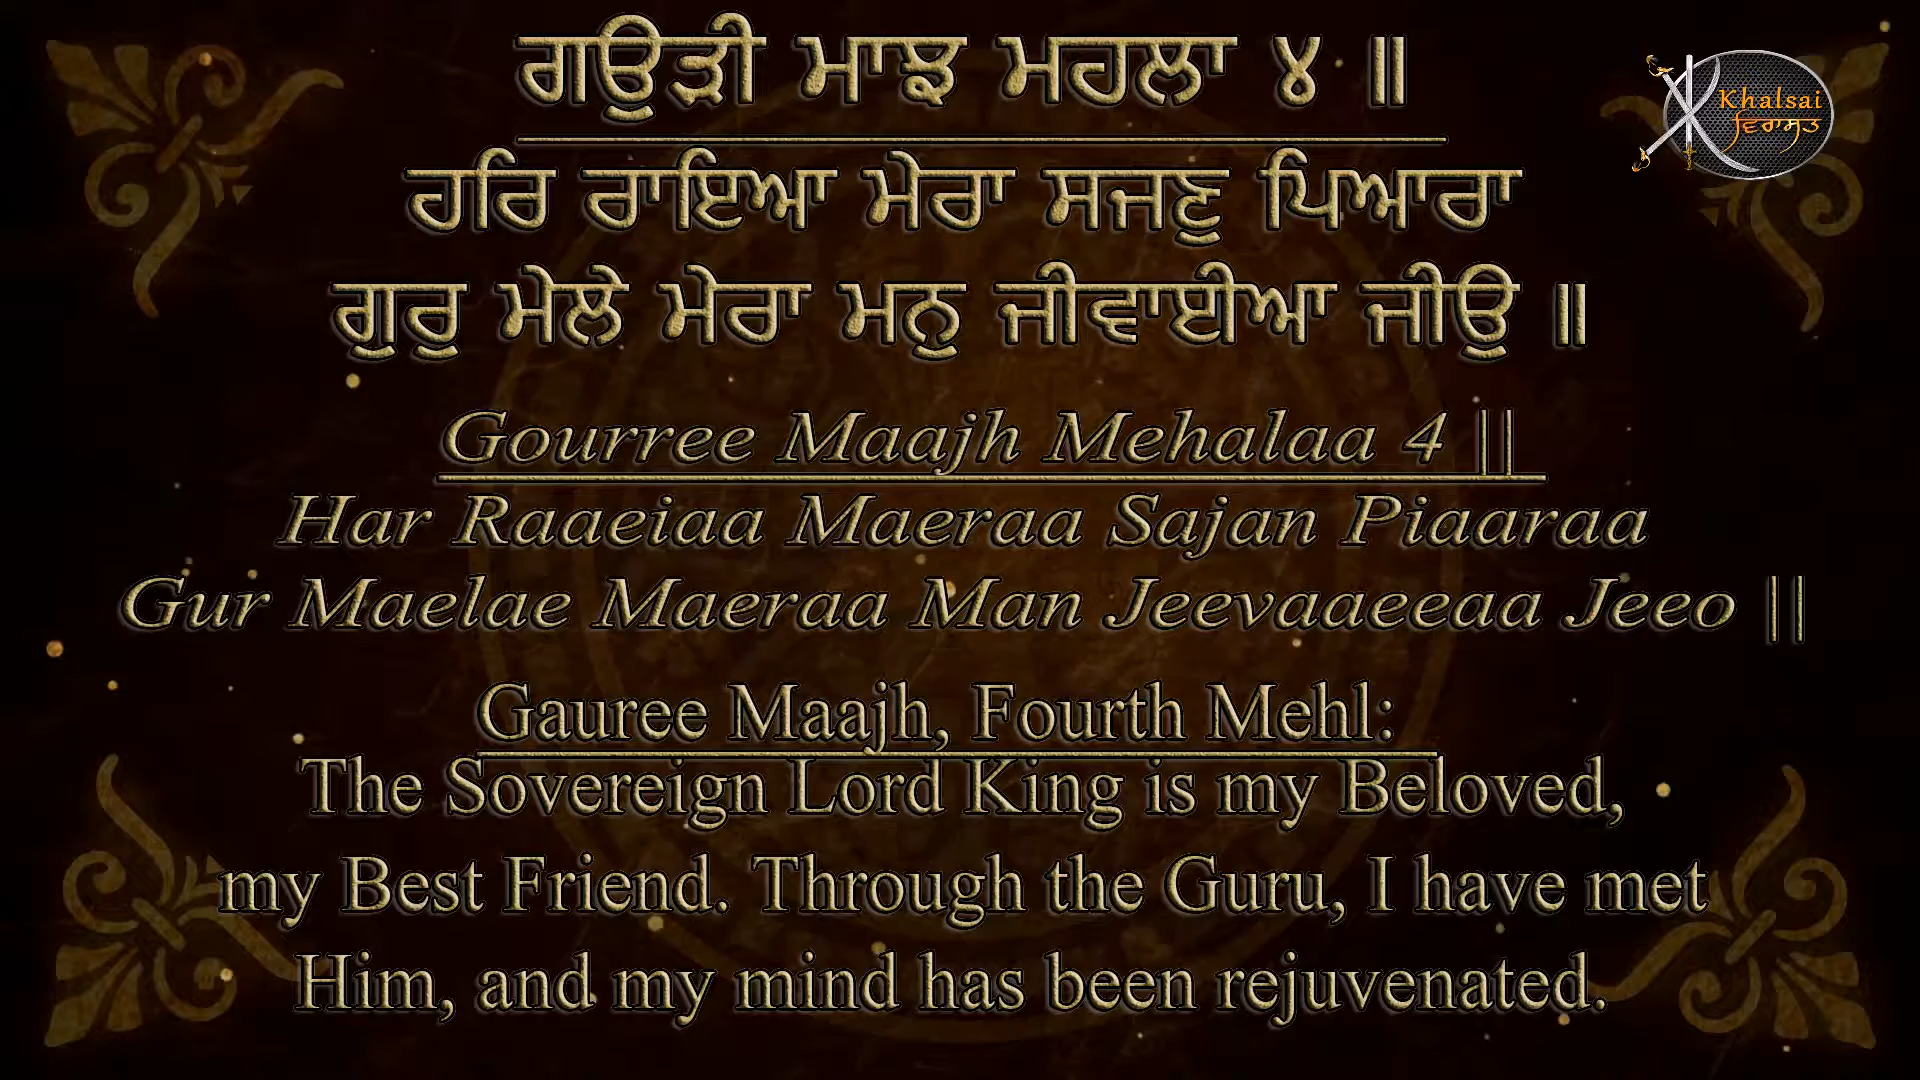 ਗਉੜੀ ਮਾਝ ਮਹਲਾ ੪ ॥
Khalsai
ਵਿਰਾਸਤ
ਹਰਿ ਰਾਇਆ ਮੇਰਾ ਸਜਣੁ ਪਿਆਰਾ
ਗੁਰੁ ਮੇਲੇ ਮੇਰਾ ਮਨੁ ਜੀਵਾਈਆ ਜੀਉ ॥
Gourree Maajh Mehalaa 4 ||
Har Raaeiaa Maeraa Sajan Piaaraa
Gur Maelae Maeraa Man Jeevaaeeaa Jeeo ||
Gauree Maajh, Fourth Mehl:
The Sovereign Lord King is my Beloved,
my Best Friend. Through the Guru, I have met
Him, and my mind has been rejuvenated.